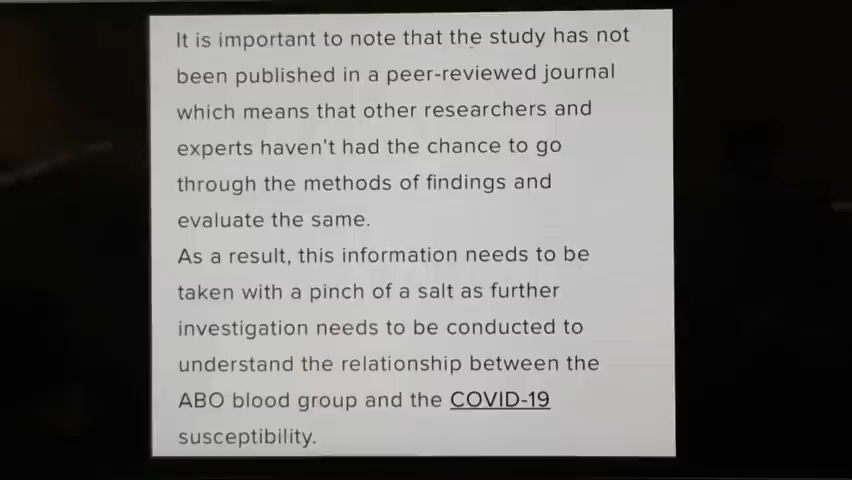 It is important to note that the study has not
been published in a peer-reviewed journal
which means that other researchers and
experts haven't had the chance to go
through the methods of findings and
evaluate the same.
As a result, this information needs to be
taken with a pinch of a salt as further
investigation needs to be conducted to
understand the relationship between the
ABO blood group and the COVID-19
susceptibility.